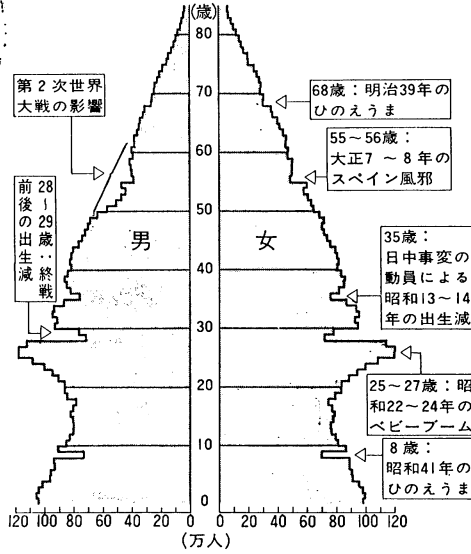 (歳)
80
70
60
50
40
30
20
10
0
第2次世界
大戦の影響
28~29歳:終戦
前後の出生減
男
女
68歳:明治39年の
ひのえうま
55~56歳:
大正7~8年の
スペイン風邪
35歳:
日中事変の
動員による
昭和13~14
年の出生減
25~27歳:昭
和22~24年の
ベビーブーム
8歳:
昭和41年の
ひのえうま
120 100 80 60 40 20 0
0 20 40 60 80 100 120
(万人)